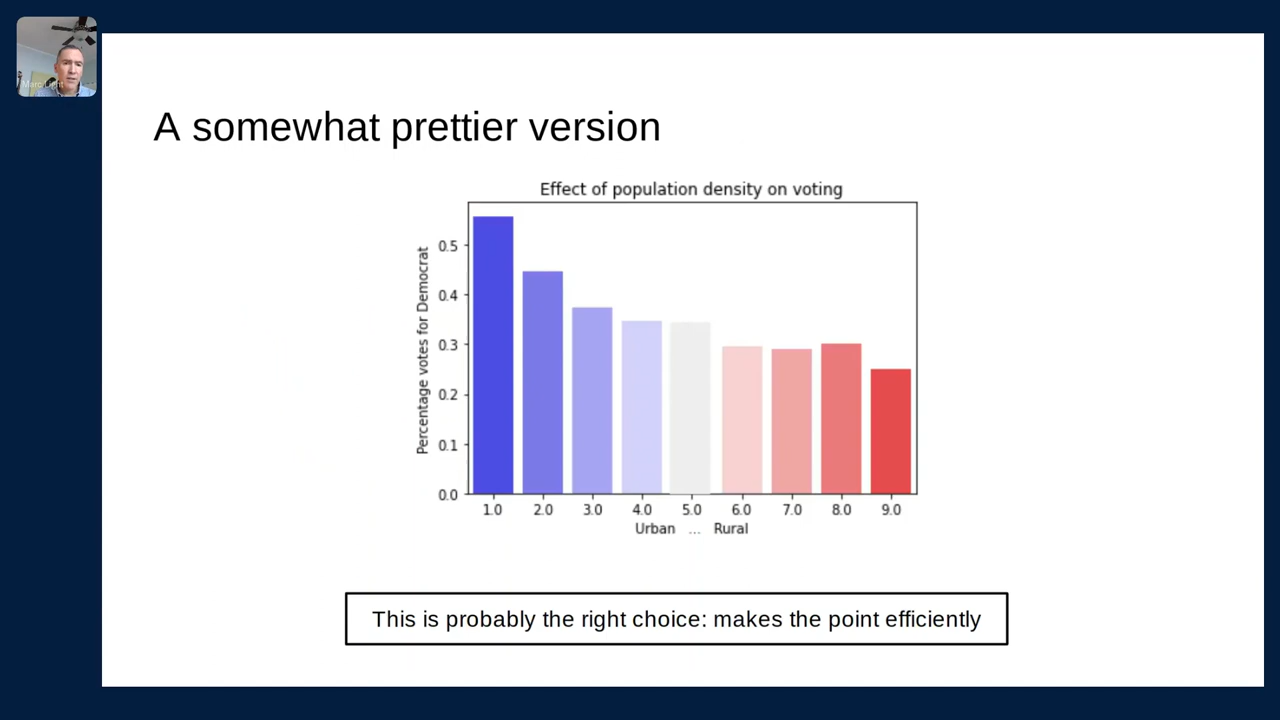 A somewhat prettier version
Effect of population density on voting
Percentage votes for Democrat
0.5
0.4
0.3
0.2
0.1
0.0
1.0 2.0 3.0 4.0 5.0 6.0 7.0 8.0 9.0
Urban ... Rural
This is probably the right choice: makes the point efficiently